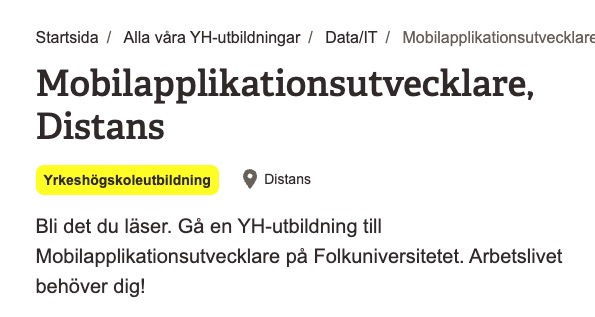 Startsida / Alla våra YH-utbildningar / Data/IT / Mobilapplikationsutvecklare
Mobilapplikationsutvecklare,
Distans
Yrkeshögskoleutbildning Distans
Bli det du läser. Gå en YH-utbildning till
Mobilapplikationsutvecklare på Folkuniversitetet. Arbetslivet
behöver dig!